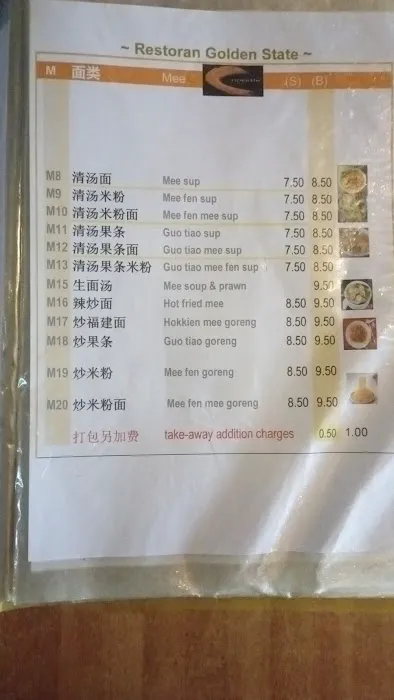 ~ Restoran Golden State ~
M 面类 Mee (S) (B)
M8 清汤面 Mee sup 7.50 8.50
M9 清汤米粉 Mee fen sup 7.50 8.50
M10 清汤米粉面 Mee fen mee sup 7.50 8.50
M11 清汤果条 Guo tiao sup 7.50 8.50
M12 清汤果条面 Guo tiao mee sup 7.50 8.50
M13 清汤果条米粉 Guo tiao mee fen sup 7.50 8.50
M15 生面汤 Mee soup & prawn 9.50
M16 辣炒面 Hot fried mee 8.50 9.50
M17 炒福建面 Hokkien mee goreng 8.50 9.50
M18 炒果条 Guo tiao goreng 8.50 9.50
M19 炒米粉 Mee fen goreng 8.50 9.50
M20 炒米粉面 Mee fen mee goreng 8.50 9.50
打包另加费 take-away addition charges 0.50 1.00